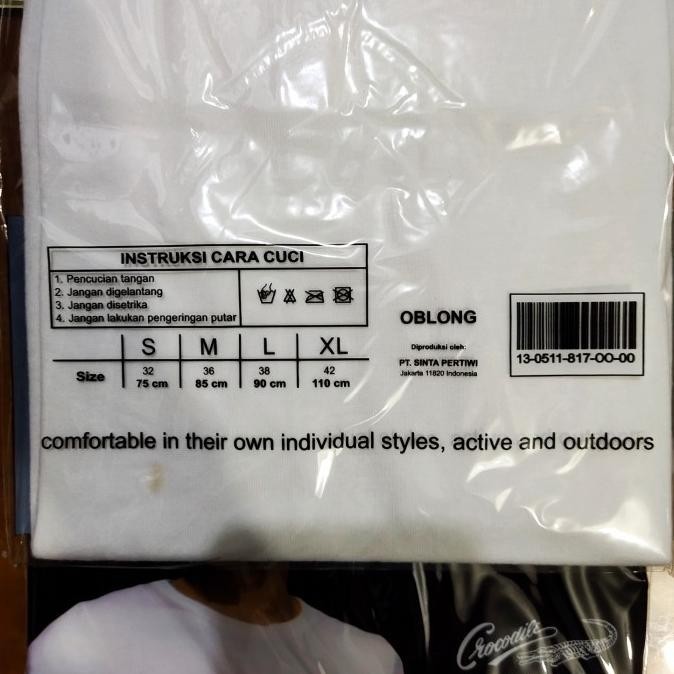 INSTRUKSI CARA CUCI
1. Pencucian tangan
2. Jangan digelantang
3. Jangan disetrika
4. Jangan lakukan pengeringan putar
S M L XL
Size 32 36 38 42
75 cm 85 cm 90 cm 110 cm
OBLONG
Diproduksi oleh:
PT. SINTA PERTIWI
Jakarta 11820 Indonesia
13-0511-817-OO-00
comfortable in their own individual styles, active and outdoors
Crocodile